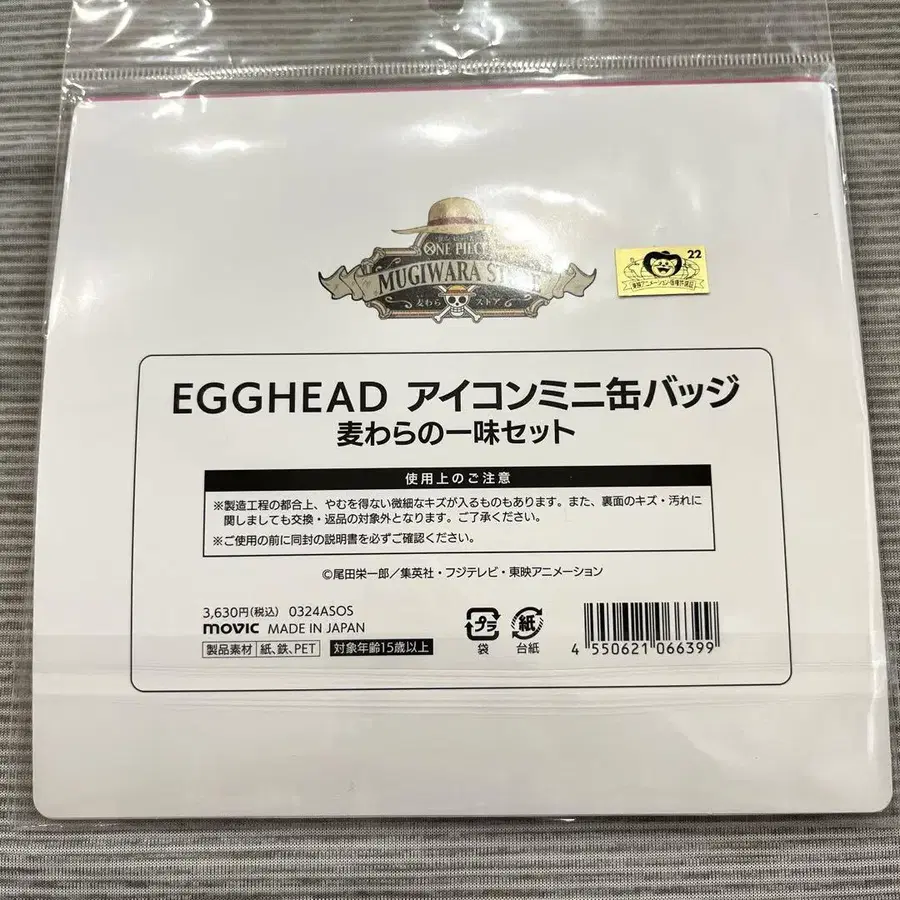 ONE PIECE
MUGIWARA
麦わら ストア
22
EGGHEAD アイコンミニ缶バッジ
麦わらの一味セット
使用上のご注意
※製造工程の都合上、やむを得ない微細なキズが入るものもあります。また、裏面のキズ・汚れに
関しましても交換・返品の対象外となります。ご了承ください。
※ご使用の前に同封の説明書を必ずご確認ください。
©尾田栄一郎／集英社・フジテレビ・東映アニメーション
3,630円(税込) 0324ASOS
movic MADE IN JAPAN
製品素材 紙、鉄、PET 対象年齢15歳以上
プラ
袋
紙
台紙
4 550621 066399